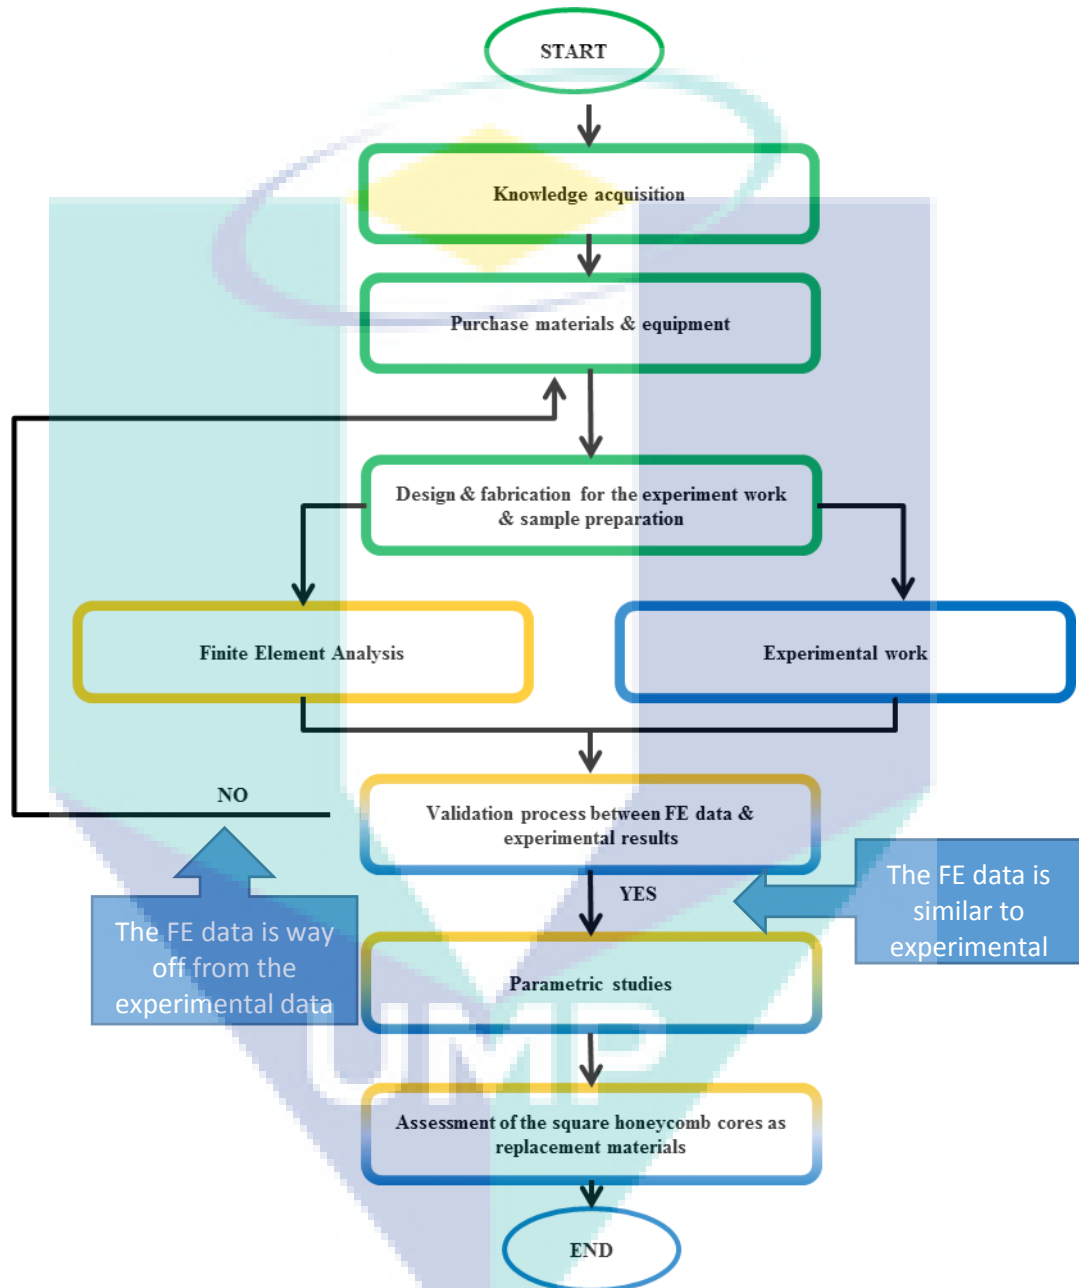 START
Knowledge acquisition
Purchase materials & equipment
Design & fabrication for the experiment work
& sample preparation
Finite Element Analysis
Experimental work
NO
Validation process between FE data &
experimental results
YES
The FE data is way
off from the
experimental data
The FE data is
similar to
experimental
Parametric studies
UMP
Assessment of the square honeycomb cores as
replacement materials
END